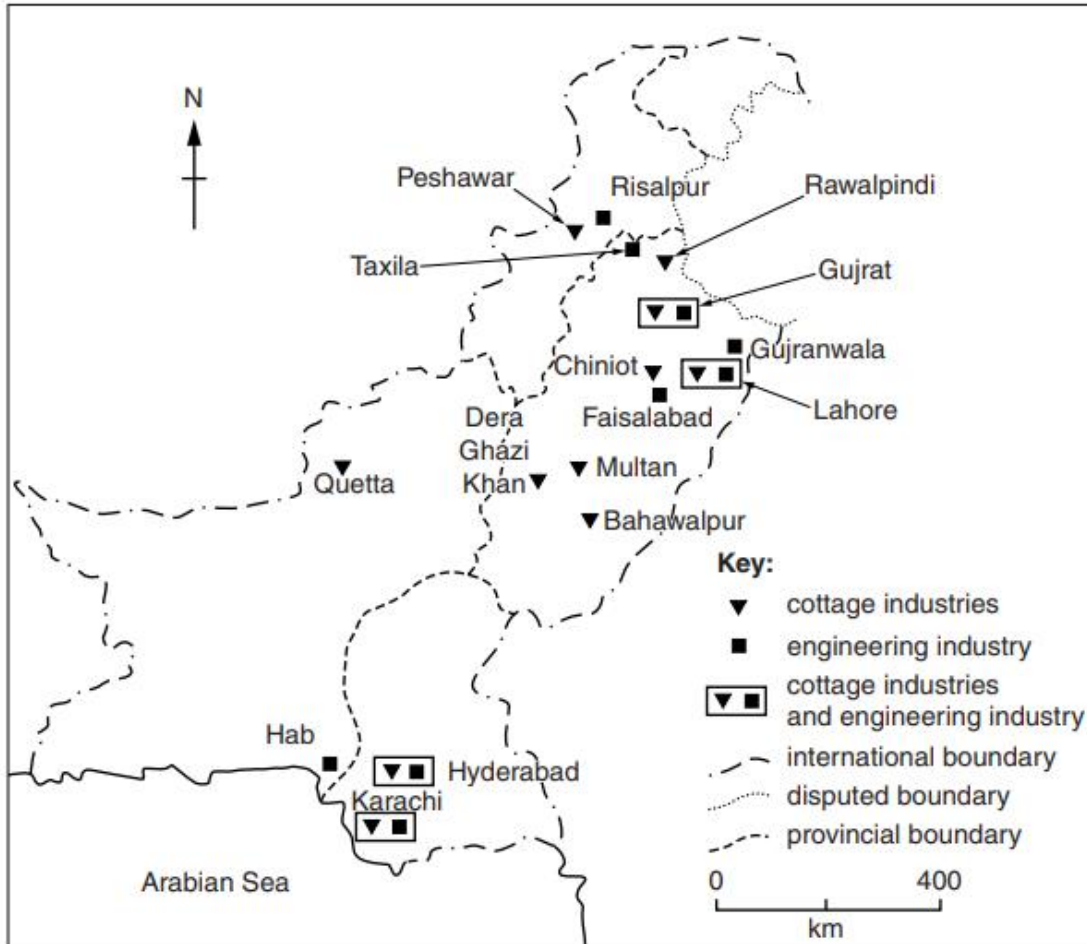 N
Peshawar
Risalpur
Rawalpindi
Taxila
Gujrat
Gujranwala
Chiniot
Lahore
Dera
Ghazi
Khan
Faisalabad
Quetta
Multan
Bahawalpur
Key:
cottage industries
engineering industry
cottage industries
and engineering industry
Hab
Hyderabad
Karachi
international boundary
disputed boundary
provincial boundary
Arabian Sea
0 400
km